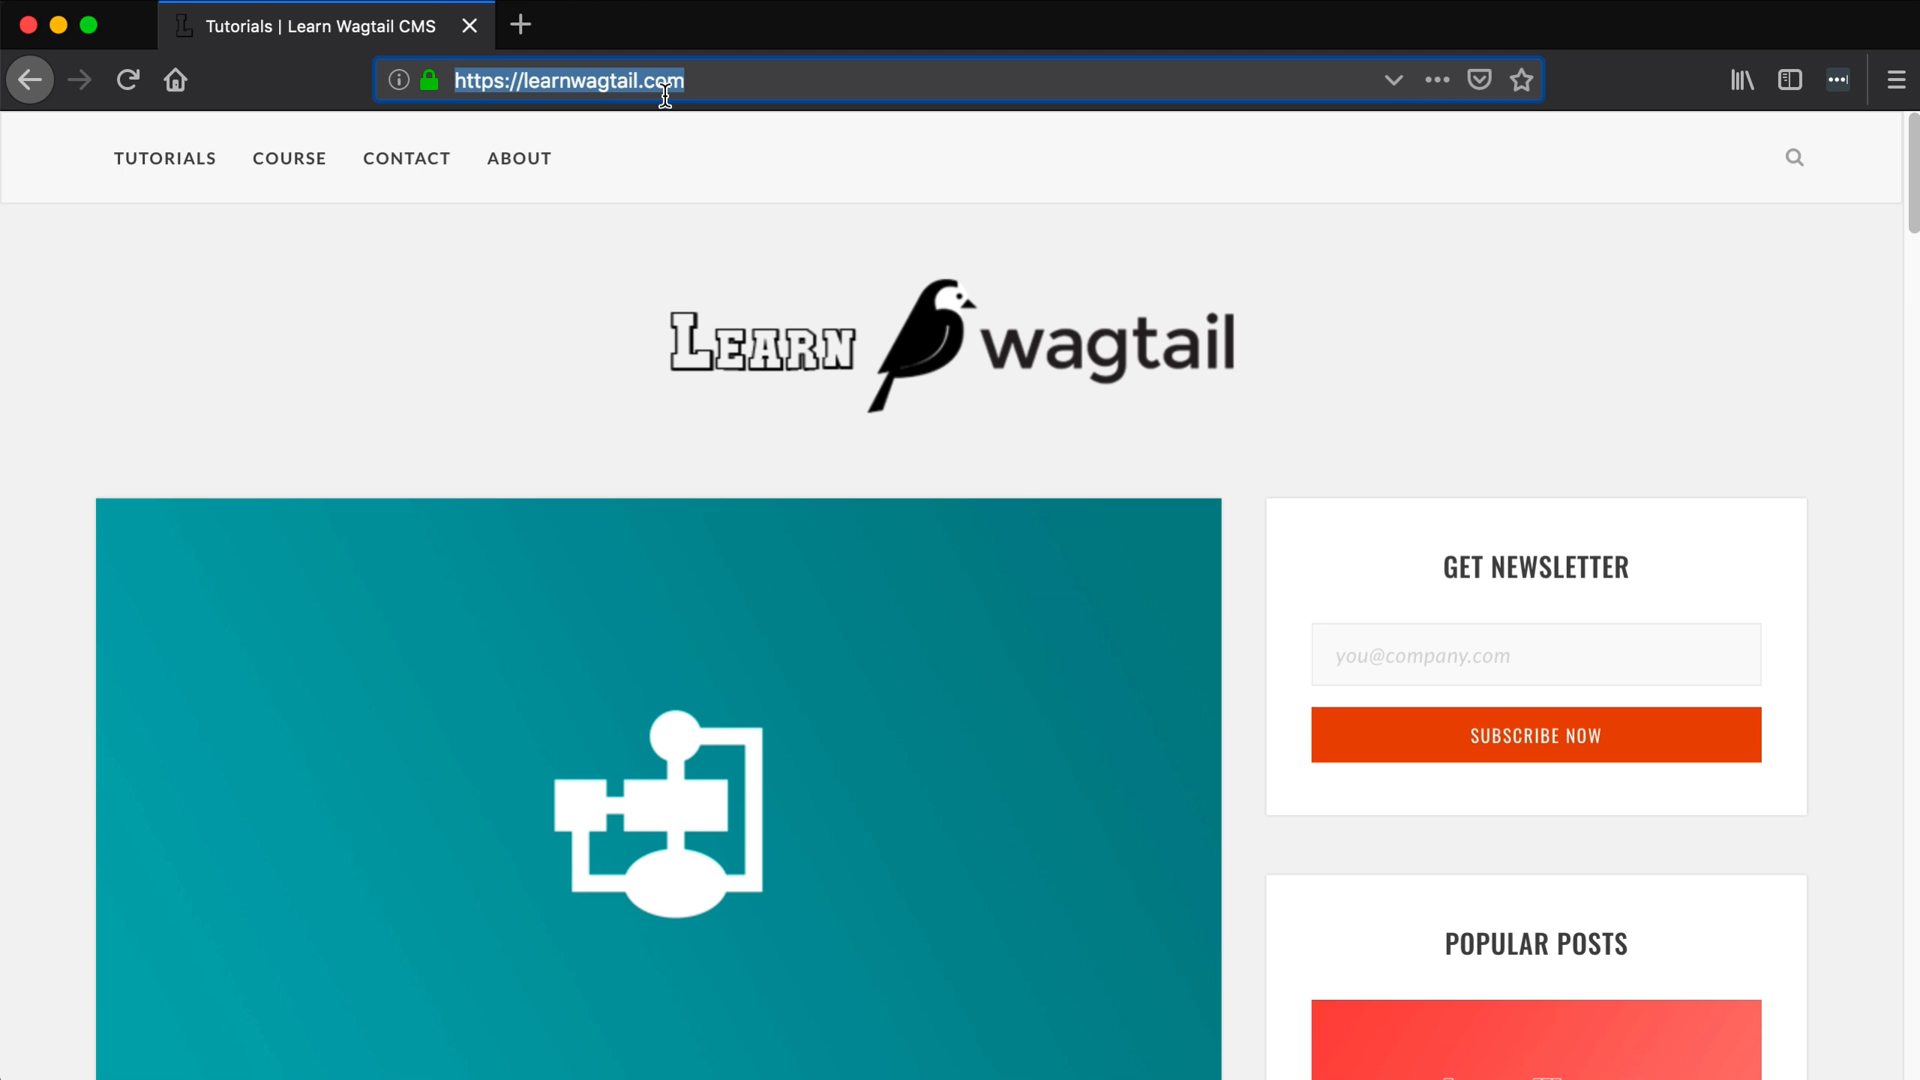 Tutorials | Learn Wagtail CMS
https://learnwagtail.com
TUTORIALS COURSE CONTACT ABOUT
LEARN wagtail
GET NEWSLETTER
you@company.com
SUBSCRIBE NOW
POPULAR POSTS